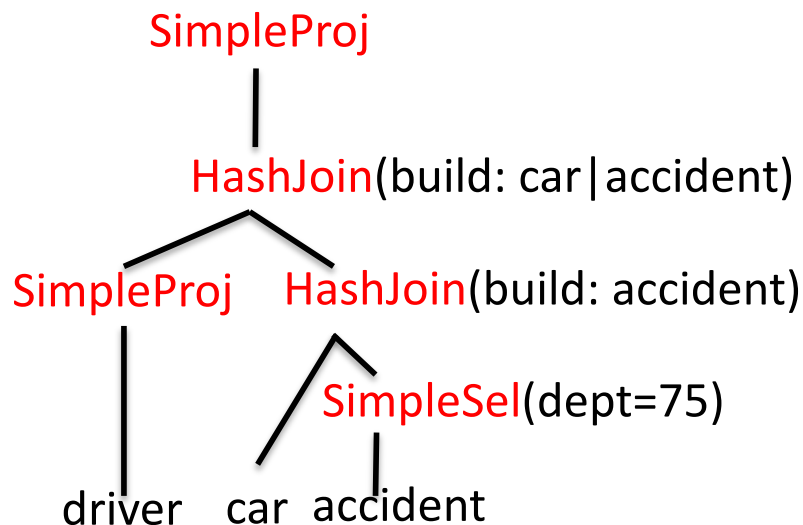 SimpleProj
HashJoin(build: car|accident)
SimpleProj HashJoin(build: accident)
SimpleSel(dept=75)
driver car accident